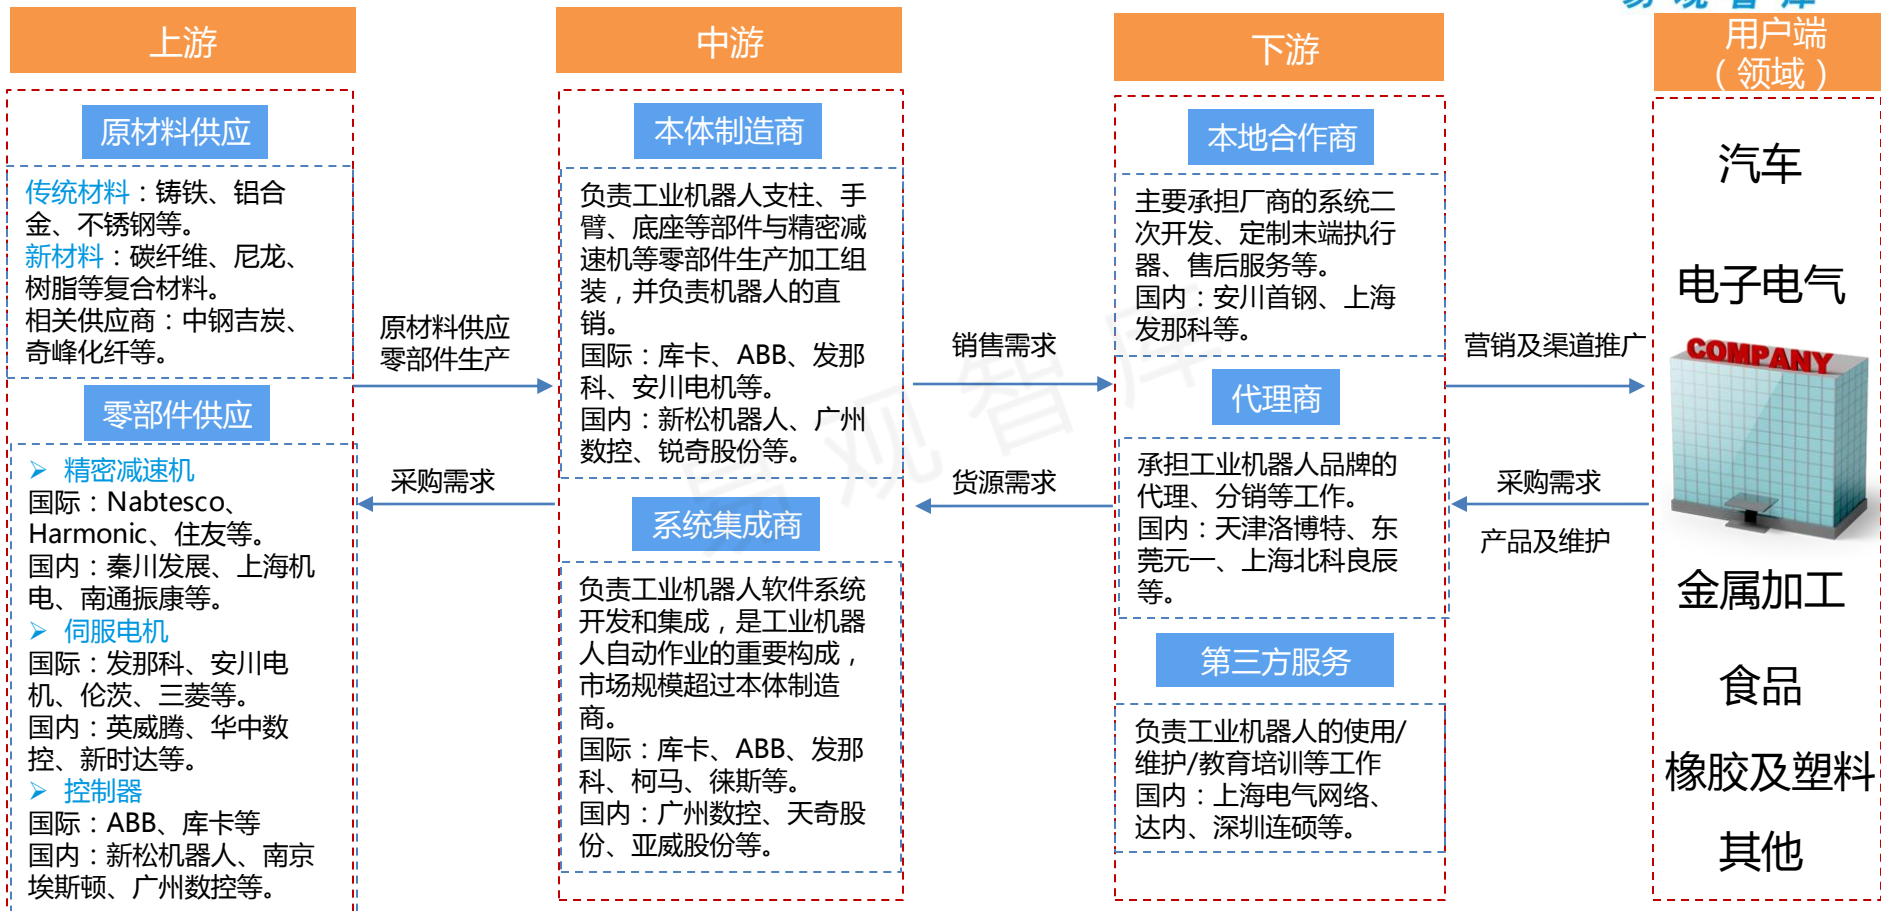 易观智库
上游
原材料供应
传统材料：铸铁、铝合
金、不锈钢等。
新材料：碳纤维、尼龙、
树脂等复合材料。
相关供应商：中钢吉炭、
奇峰化纤等。
零部件供应
➢ 精密减速机
国际：Nabtesco、
Harmonic、住友等。
国内：秦川发展、上海机
电、南通振康等。
➢ 伺服电机
国际：发那科、安川电
机、伦茨、三菱等。
国内：英威腾、华中数
控、新时达等。
➢ 控制器
国际：ABB、库卡等
国内：新松机器人、南京
埃斯顿、广州数控等。
原材料供应
零部件生产
采购需求
中游
本体制造商
负责工业机器人支柱、手
臂、底座等部件与精密减
速机等零部件生产加工组
装，并负责机器人的直
销。
国际：库卡、ABB、发那
科、安川电机等。
国内：新松机器人、广州
数控、锐奇股份等。
系统集成商
负责工业机器人软件系统
开发和集成，是工业机器
人自动作业的重要构成，
市场规模超过本体制造
商。
国际：库卡、ABB、发那
科、柯马、徕斯等。
国内：广州数控、天奇股
份、亚威股份等。
销售需求
货源需求
下游
本地合作商
主要承担厂商的系统二
次开发、定制末端执行
器、售后服务等。
国内：安川首钢、上海
发那科等。
代理商
承担工业机器人品牌的
代理、分销等工作。
国内：天津洛博特、东
莞元一、上海北科良辰
等。
第三方服务
负责工业机器人的使用/
维护/教育培训等工作
国内：上海电气网络、
达内、深圳连硕等。
营销及渠道推广
采购需求
产品及维护
用户端
（领域）
汽车
电子电气
COMPANY
金属加工
食品
橡胶及塑料
其他
易观智库